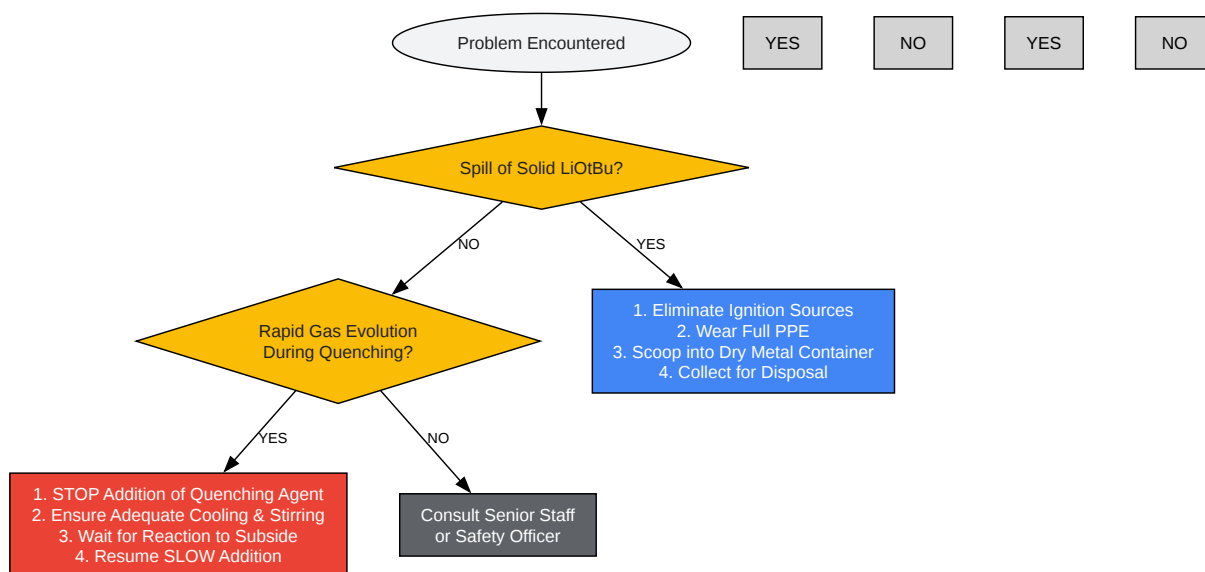 Problem Encountered
YES
NO
YES
NO
Spill of Solid LiOtBu?
NO
YES
Rapid Gas Evolution
During Quenching?
1. Eliminate Ignition Sources
2. Wear Full PPE
3. Scoop into Dry Metal Container
4. Collect for Disposal
YES
NO
1. STOP Addition of Quenching Agent
2. Ensure Adequate Cooling & Stirring
3. Wait for Reaction to Subside
4. Resume SLOW Addition
Consult Senior Staff
or Safety Officer